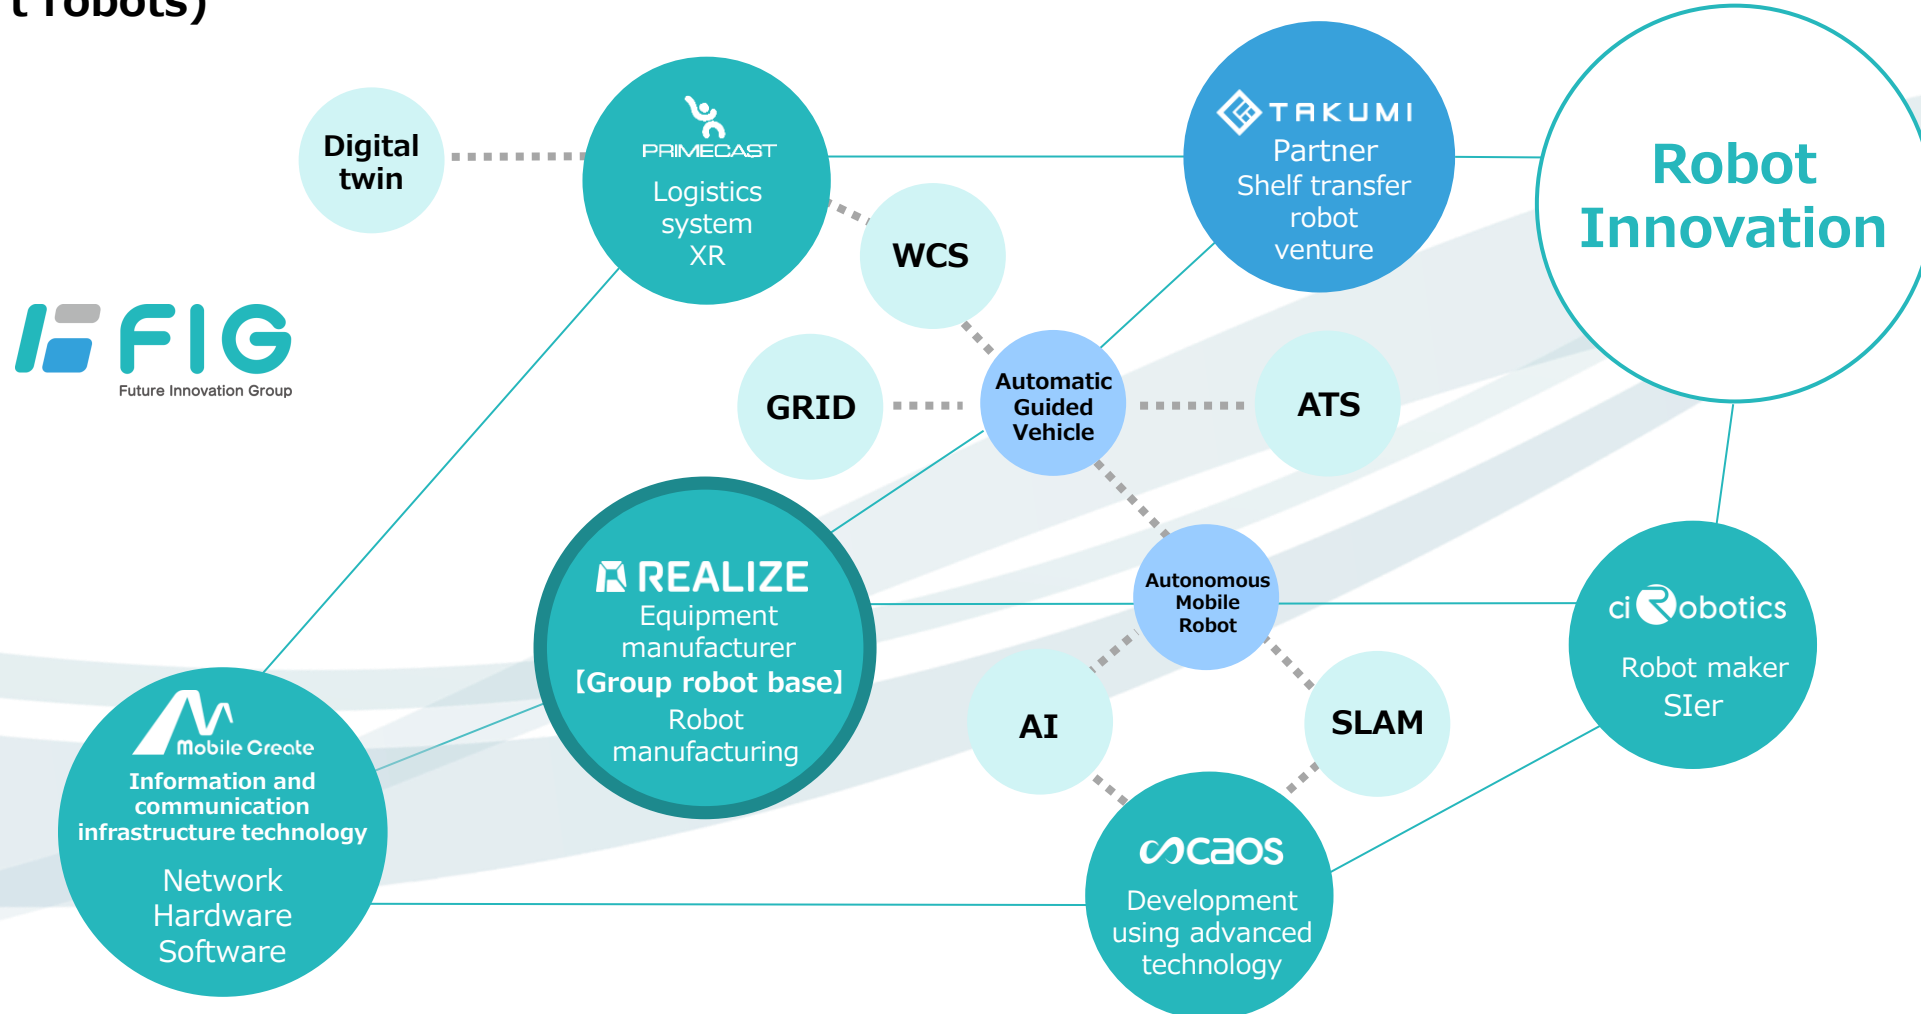 t robots)
Digital
twin
PRIMECAST
Logistics
system
XR
WCS
TAKUMI
Partner
Shelf transfer
robot
venture
Robot
Innovation
FIG
Future Innovation Group
GRID
Automatic
Guided
Vehicle
ATS
REALIZE
Equipment
manufacturer
【Group robot base】
Robot
manufacturing
Autonomous
Mobile
Robot
ciRobotics
Robot maker
SIer
AI
SLAM
Mobile Create
Information and
communication
infrastructure technology
Network
Hardware
Software
caos
Development
using advanced
technology